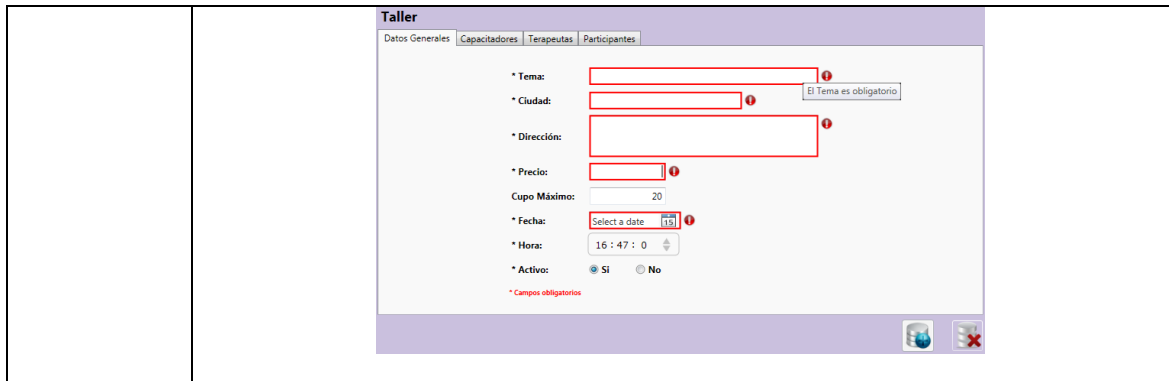 Taller
Datos Generales Capacitadores Terapeutas Participantes
* Tema:
El Tema es obligatorio
* Ciudad:
* Dirección:
* Precio:
Cupo Máximo: 20
* Fecha: Select a date 15
* Hora: 16 : 47 : 0
* Activo: Si No
* Campos obligatorios